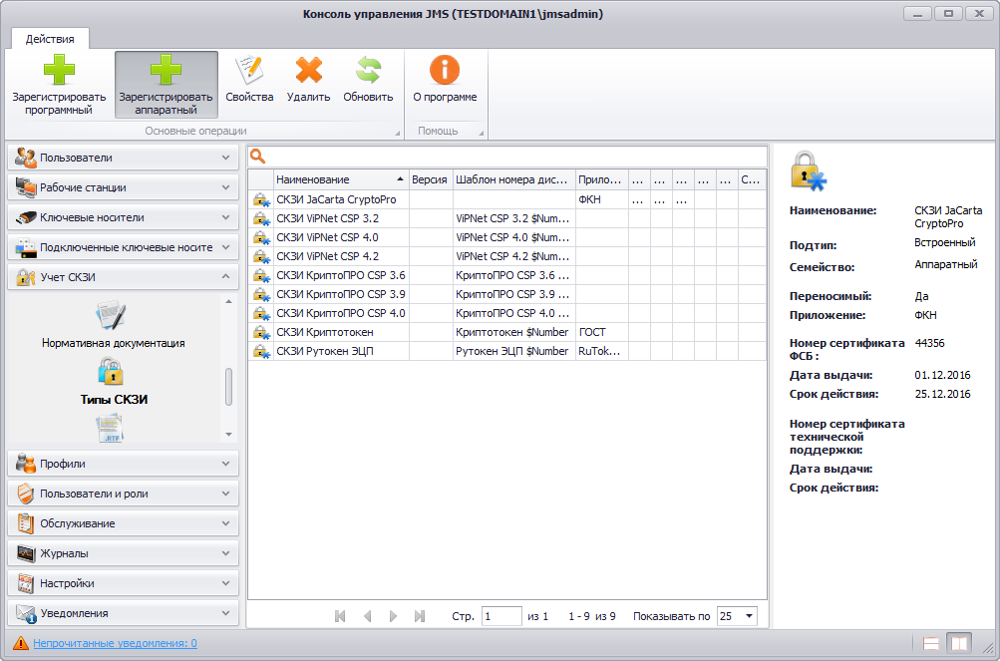 Консоль управления JMS (TESTDOMAIN1\jmsadmin)
Действия
Зарегистрировать программный
Зарегистрировать аппаратный
Свойства
Удалить
Обновить
О программе
Основные операции
Помощь
Пользователи
Рабочие станции
Ключевые носители
Подключенные ключевые носите
Учет СКЗИ
Нормативная документация
Типы СКЗИ
.RTF
Профили
Пользователи и роли
Обслуживание
Журналы
Настройки
Уведомления
Наименование Версия Шаблон номера дис... Прило... ... ... ... ... ... С...
СКЗИ JaCarta CryptoPro ФКН ... ... ...
СКЗИ ViPNet CSP 3.2 ViPNet CSP 3.2 $Num...
СКЗИ ViPNet CSP 4.0 ViPNet CSP 4.0 $Num...
СКЗИ ViPNet CSP 4.2 ViPNet CSP 4.2 $Num...
СКЗИ КриптоПРО CSP 3.6 КриптоПРО CSP 3.6 ...
СКЗИ КриптоПРО CSP 3.9 КриптоПРО CSP 3.9 ...
СКЗИ КриптоПРО CSP 4.0 КриптоПРО CSP 4.0 ...
СКЗИ Криптотокен Криптотокен $Number ГОСТ
СКЗИ Рутокен ЭЦП Рутокен ЭЦП $Number RuTok...
Стр. 1 из 1 1 - 9 из 9 Показывать по 25
Наименование: СКЗИ JaCarta
CryptoPro
Подтип: Встроенный
Семейство: Аппаратный
Переносимый: Да
Приложение: ФКН
Номер сертификата 44356
ФСБ :
Дата выдачи: 01.12.2016
Срок действия: 25.12.2016
Номер сертификата
технической
поддержки:
Дата выдачи:
Срок действия:
Непрочитанные уведомления: 0